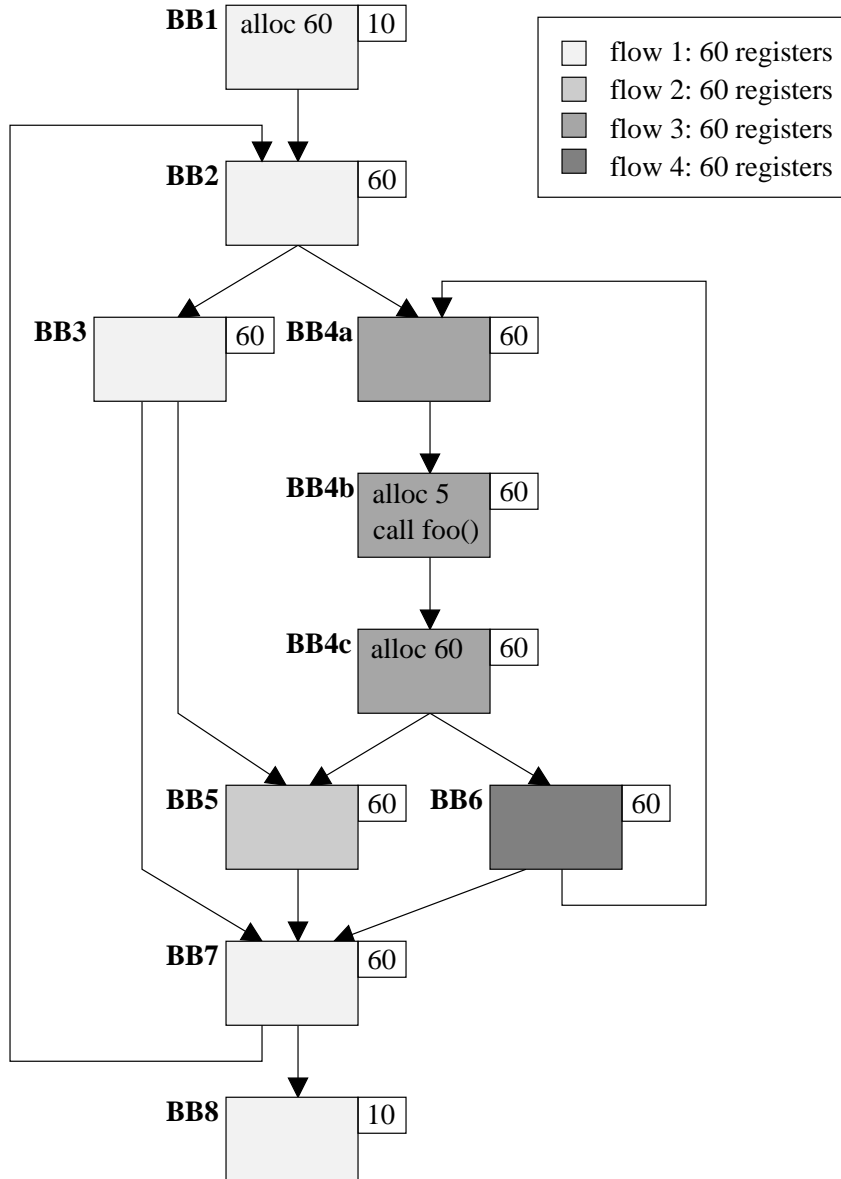 BB1 alloc 60 10
flow 1: 60 registers
flow 2: 60 registers
flow 3: 60 registers
flow 4: 60 registers
BB2 60
BB3 60 BB4a 60
BB4b alloc 5 60
call foo()
BB4c alloc 60 60
BB5 60 BB6 60
BB7 60
BB8 10